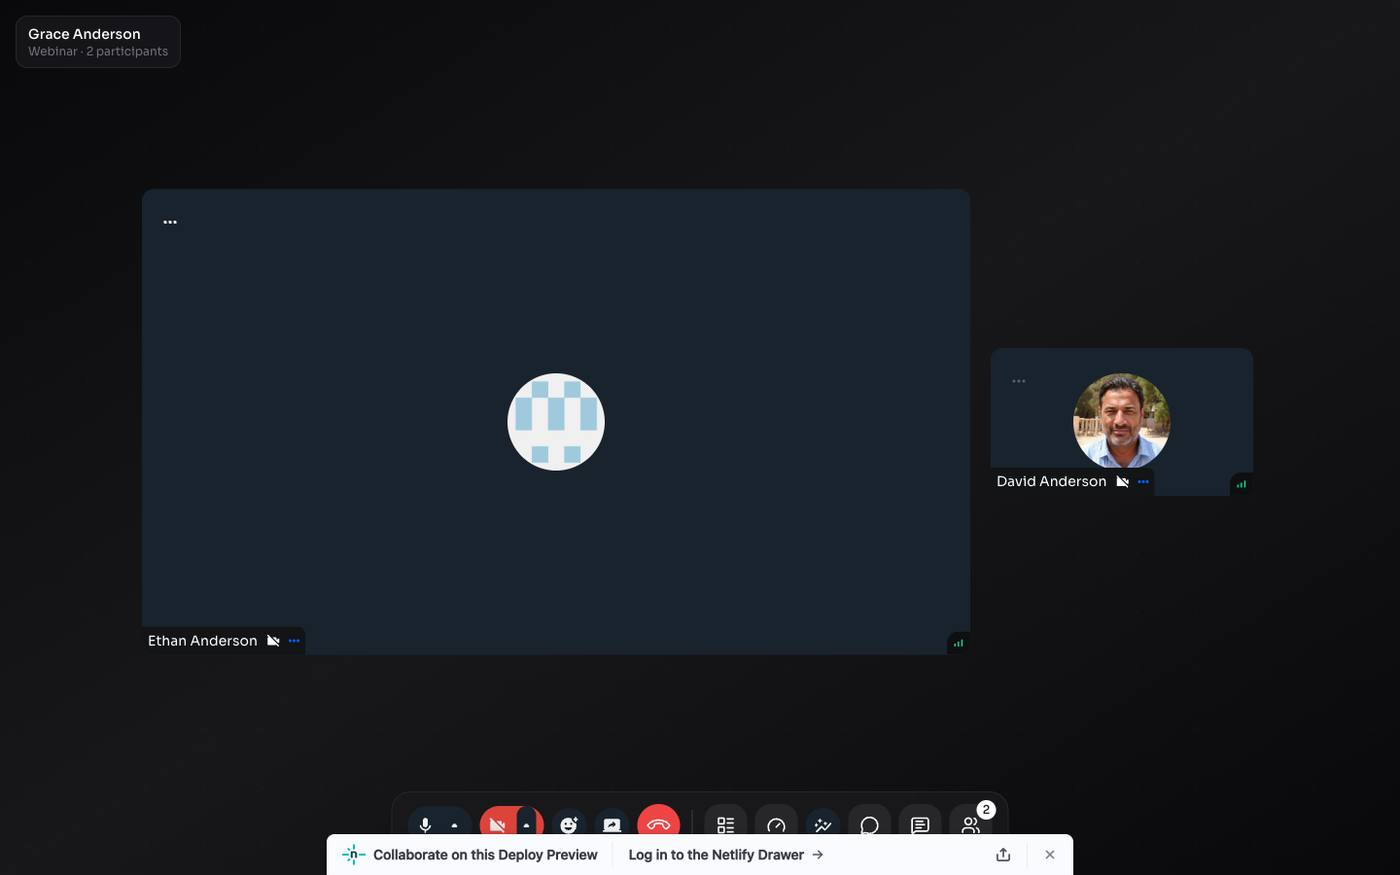 Grace Anderson
Webinar · 2 participants
Ethan Anderson
David Anderson
2
Collaborate on this Deploy Preview
Log in to the Netlify Drawer →